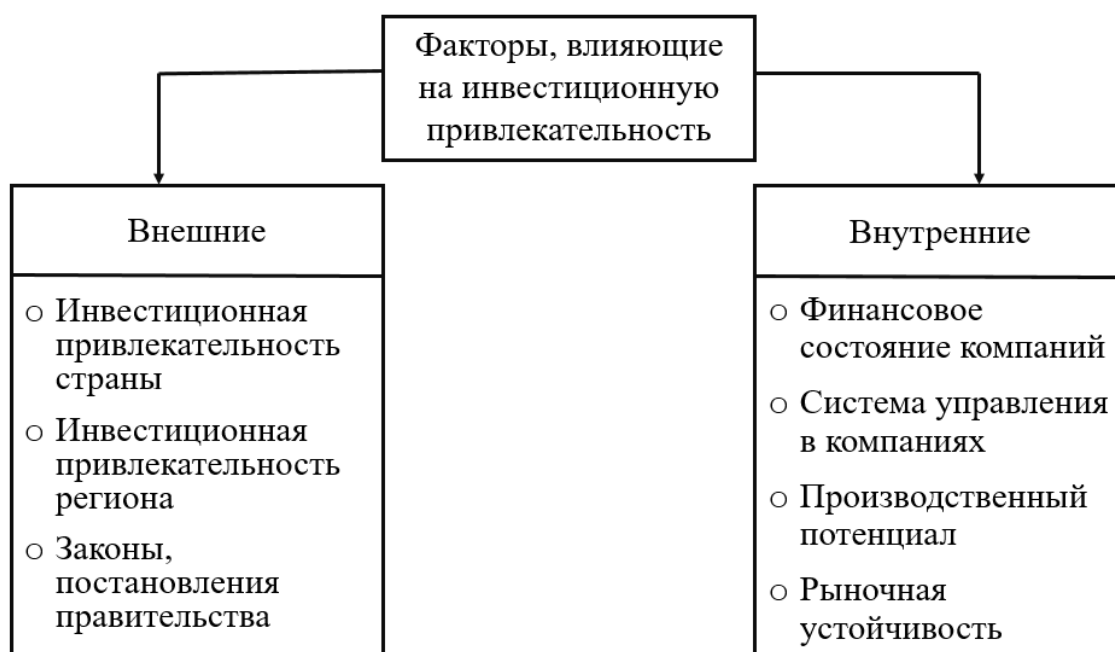 Факторы, влияющие
на инвестиционную
привлекательность
Внешние
○ Инвестиционная
привлекательность
страны
○ Инвестиционная
привлекательность
региона
○ Законы,
постановления
правительства
Внутренние
○ Финансовое
состояние компаний
○ Система управления
в компаниях
○ Производственный
потенциал
○ Рыночная
устойчивость